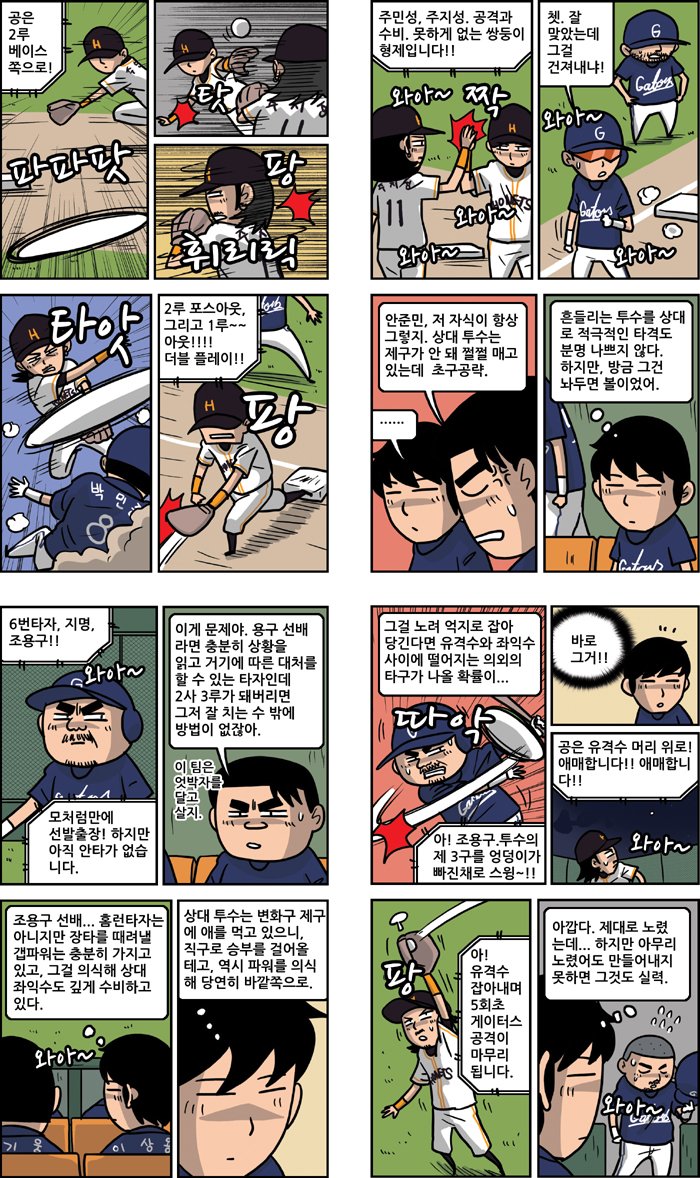 공은
2루
베이스
쪽으로!
H
파파팟
탓
H
11
팡
휘리릭
주민성, 주지성. 공격과
수비. 못하게 없는 쌍둥이
형제입니다!!
와아~
짝
H
11
와아~
와아~
쳇. 잘
맞았는데
그걸
건져내냐!
G
Gators
와아~
G
Gators
와아~
타앗
H
박민
8
2루 포스아웃,
그리고 1루~~
아웃!!!!
더블 플레이!!
H
팡
안준민, 저 자식이 항상
그렇지. 상대 투수는
제구가 안 돼 쩔쩔 매고
있는데 초구공략.
……
흔들리는 투수를 상대
로 적극적인 타격도
분명 나쁘지 않다.
하지만, 방금 그건
놔두면 볼이었어.
Gators
6번타자, 지명,
조용구!!
와아~
G
모처럼만에
선발출장! 하지만
아직 안타가 없습
니다.
이게 문제야. 용구 선배
라면 충분히 상황을
읽고 거기에 따른 대처를
할 수 있는 타자인데
2사 3루가 돼버리면
그저 잘 치는 수 밖에
방법이 없잖아.
이 팀은
엇박자를
달고
살지.
그걸 노려 억지로 잡아
당긴다면 유격수와 좌익수
사이에 떨어지는 의외의
타구가 나올 확률이...
따악
아! 조용구.투수의
제 3구를 엉덩이가
빠진채로 스윙~!!
바로
그거!!
공은 유격수 머리 위로!
애매합니다!! 애매합니
다!!
와아~
조용구 선배... 홈런타자는
아니지만 장타를 때려낼
갭파워는 충분히 가지고
있고, 그걸 의식해 상대
좌익수도 깊게 수비하고
있다.
와아~
이상
상대 투수는 변화구 제구
에 애를 먹고 있으니,
직구로 승부를 걸어올
테고, 역시 파워를 의식
해 당연히 바깥쪽으로.
팡
아!
유격수
잡아내며
5회초
게이터스
공격이
마무리
됩니다.
아깝다. 제대로 노렸
는데... 하지만 아무리
노렸어도 만들어내지
못하면 그것도 실력.
와아~